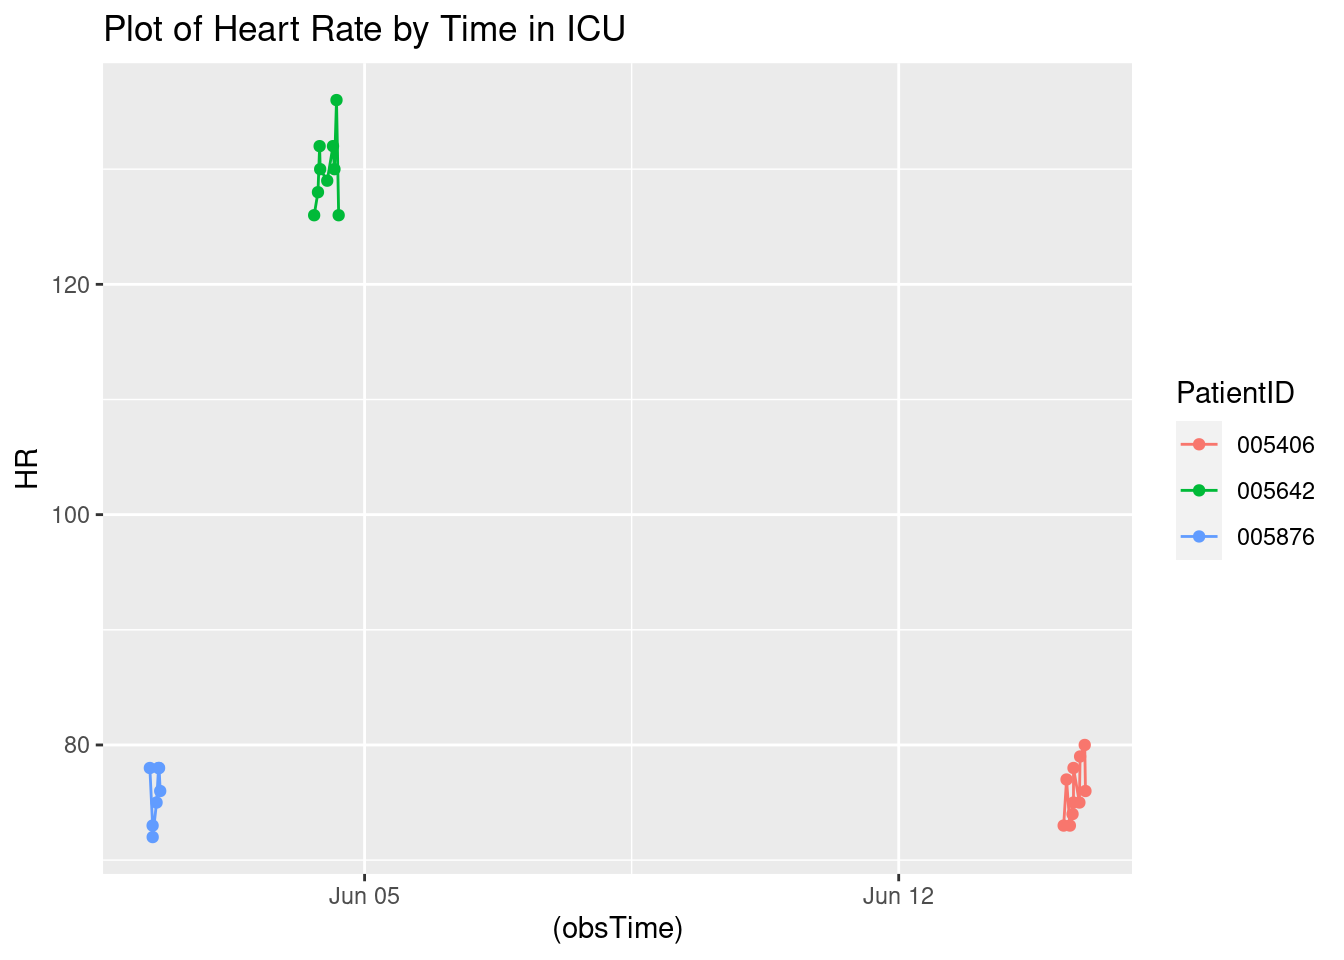 Plot of Heart Rate by Time in ICU
120
100
80
HR
Jun 05
Jun 12
(obsTime)
PatientID
005406
005642
005876